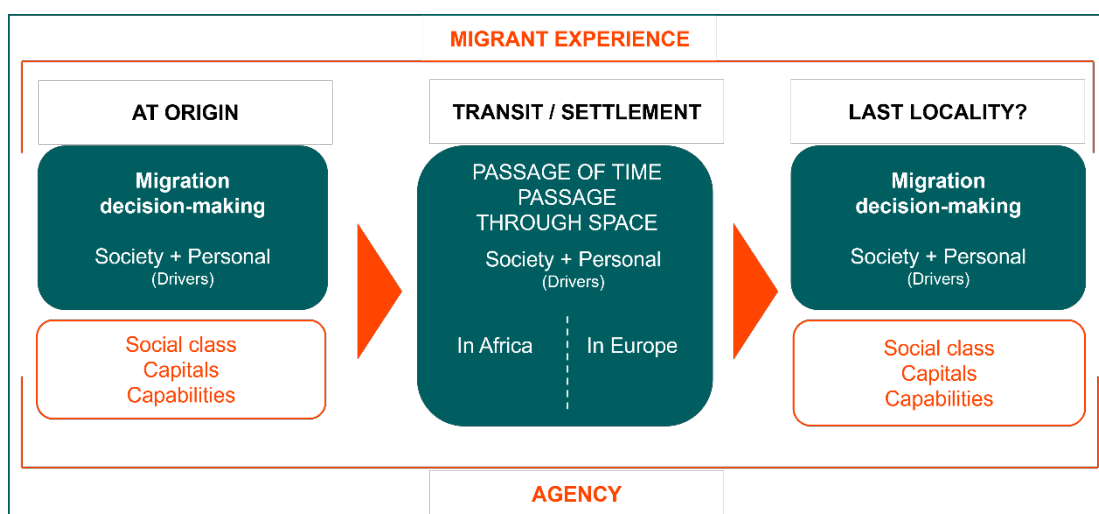 MIGRANT EXPERIENCE
AT ORIGIN
Migration
decision-making
Society + Personal
(Drivers)
Social class
Capitals
Capabilities
TRANSIT / SETTLEMENT
PASSAGE OF TIME
PASSAGE
THROUGH SPACE
Society + Personal
(Drivers)
In Africa
In Europe
LAST LOCALITY?
Migration
decision-making
Society + Personal
(Drivers)
Social class
Capitals
Capabilities
AGENCY